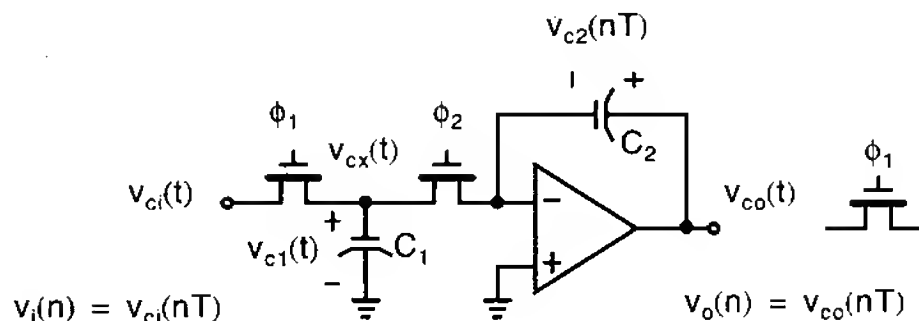 v_c2(nT)
− +
ϕ₁
ϕ₂
C₂
v_cx(t)
ϕ₁
v_ci(t)
−
v_co(t)
+
v_c1(t)
C₁
−
+
v_i(n) = v_ci(nT)
v_o(n) = v_co(nT)